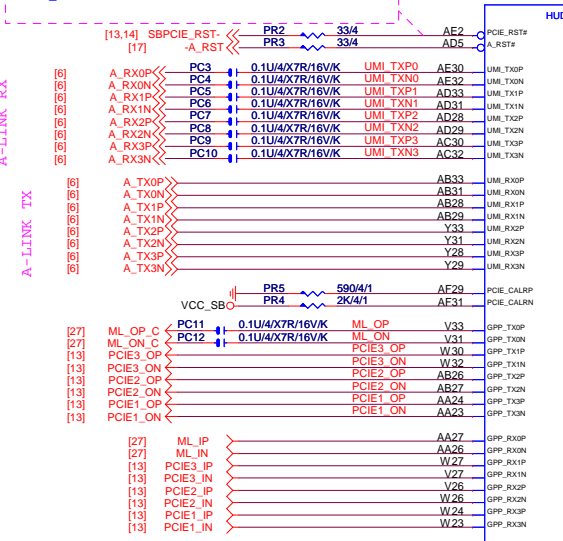 HUD
[13,14] SBPCIE_RST- PR2 33/4 AE2 PCIE_RST#
[17] -A_RST PR3 33/4 AD5 A_RST#
A-LINK RX
[6] A_RX0P PC3 0.1U/4/X7R/16V/K UMI_TXP0 AE30 UMI_TX0P
[6] A_RX0N PC4 0.1U/4/X7R/16V/K UMI_TXN0 AE32 UMI_TX0N
[6] A_RX1P PC5 0.1U/4/X7R/16V/K UMI_TXP1 AD33 UMI_TX1P
[6] A_RX1N PC6 0.1U/4/X7R/16V/K UMI_TXN1 AD31 UMI_TX1N
[6] A_RX2P PC7 0.1U/4/X7R/16V/K UMI_TXP2 AD28 UMI_TX2P
[6] A_RX2N PC8 0.1U/4/X7R/16V/K UMI_TXN2 AD29 UMI_TX2N
[6] A_RX3P PC9 0.1U/4/X7R/16V/K UMI_TXP3 AC30 UMI_TX3P
[6] A_RX3N PC10 0.1U/4/X7R/16V/K UMI_TXN3 AC32 UMI_TX3N
A-LINK TX
[6] A_TX0P AB33 UMI_RX0P
[6] A_TX0N AB31 UMI_RX0N
[6] A_TX1P AB28 UMI_RX1P
[6] A_TX1N AB29 UMI_RX1N
[6] A_TX2P Y33 UMI_RX2P
[6] A_TX2N Y31 UMI_RX2N
[6] A_TX3P Y28 UMI_RX3P
[6] A_TX3N Y29 UMI_RX3N
PR5 590/4/1 AF29 PCIE_CALRP
VCC_SB PR4 2K/4/1 AF31 PCIE_CALRN
[27] ML_OP_C PC11 0.1U/4/X7R/16V/K ML_OP V33 GPP_TX0P
[27] ML_ON_C PC12 0.1U/4/X7R/16V/K ML_ON V31 GPP_TX0N
[13] PCIE3_OP PCIE3_OP W30 GPP_TX1P
[13] PCIE3_ON PCIE3_ON W32 GPP_TX1N
[13] PCIE2_OP PCIE2_OP AB26 GPP_TX2P
[13] PCIE2_ON PCIE2_ON AB27 GPP_TX2N
[13] PCIE1_OP PCIE1_OP AA24 GPP_TX3P
[13] PCIE1_ON PCIE1_ON AA23 GPP_TX3N
[27] ML_IP AA27 GPP_RX0P
[27] ML_IN AA26 GPP_RX0N
[13] PCIE3_IP W27 GPP_RX1P
[13] PCIE3_IN V27 GPP_RX1N
[13] PCIE2_IP V26 GPP_RX2P
[13] PCIE2_IN W26 GPP_RX2N
[13] PCIE1_IP W24 GPP_RX3P
[13] PCIE1_IN W23 GPP_RX3N